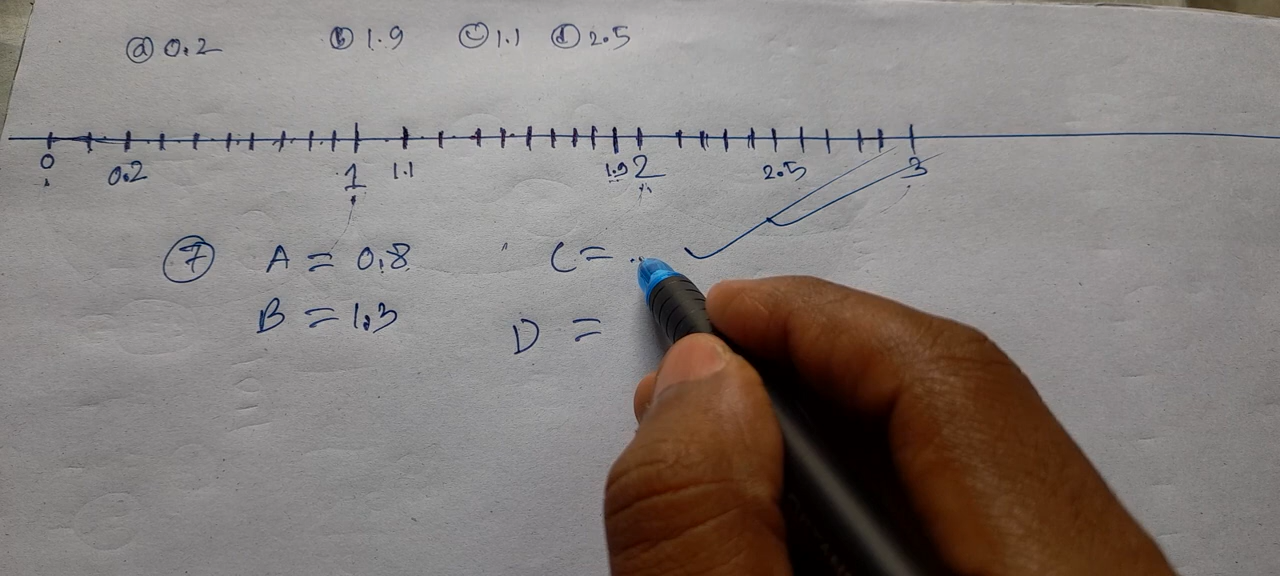 ⓐ 0.2 ⓑ 1.9 ⓒ 1.1 ⓓ 2.5
0 0.2 1 1.1 1.9 2 2.5 3
⑦ A = 0.8 C =
B = 1.3 D =